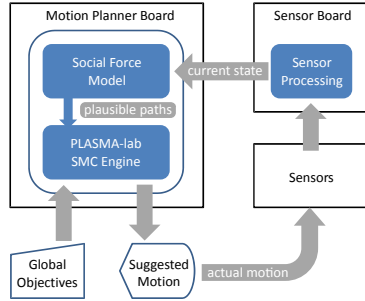 Motion Planner Board
Sensor Board
Social Force
Model
current state
Sensor
Processing
plausible paths
PLASMA-lab
SMC Engine
Sensors
Global
Objectives
Suggested
Motion
actual motion